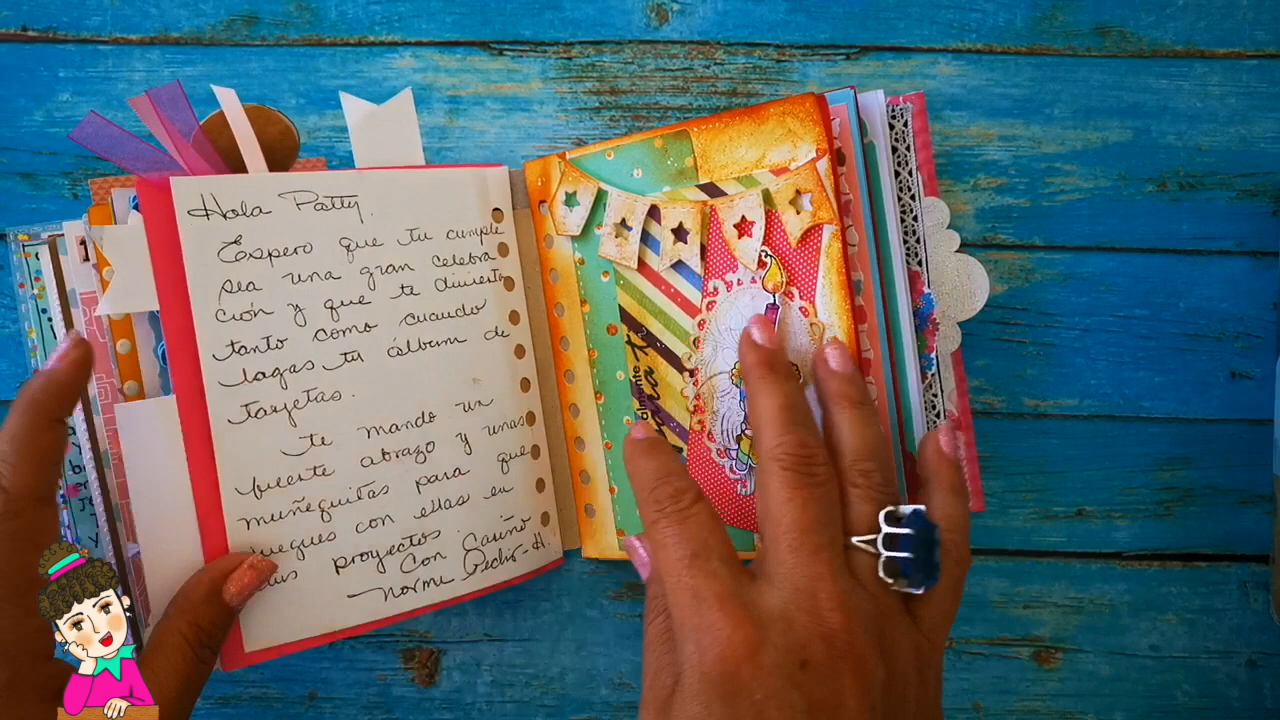 Hola Patty.
Espero que tu cumple
sea una gran celebra
ción y que te divierta
tanto como cuando
hagas tu álbum de
tarjetas.
Te mando un
fuerte abrazo y unas
muñequitas para que
juegues con ellas en
tus proyectos.
Con Cariño
1